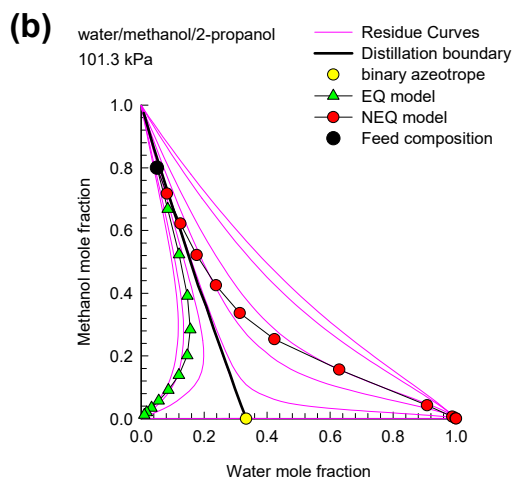 (b)
water/methanol/2-propanol
101.3 kPa
Residue Curves
Distillation boundary
binary azeotrope
EQ model
NEQ model
Feed composition
Methanol mole fraction
1.0
0.8
0.6
0.4
0.2
0.0
0.0 0.2 0.4 0.6 0.8 1.0
Water mole fraction